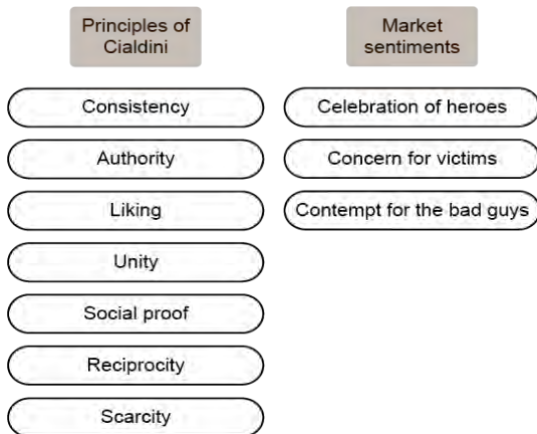 Principles of
Cialdini
Consistency
Authority
Liking
Unity
Social proof
Reciprocity
Scarcity
Market
sentiments
Celebration of heroes
Concern for victims
Contempt for the bad guys